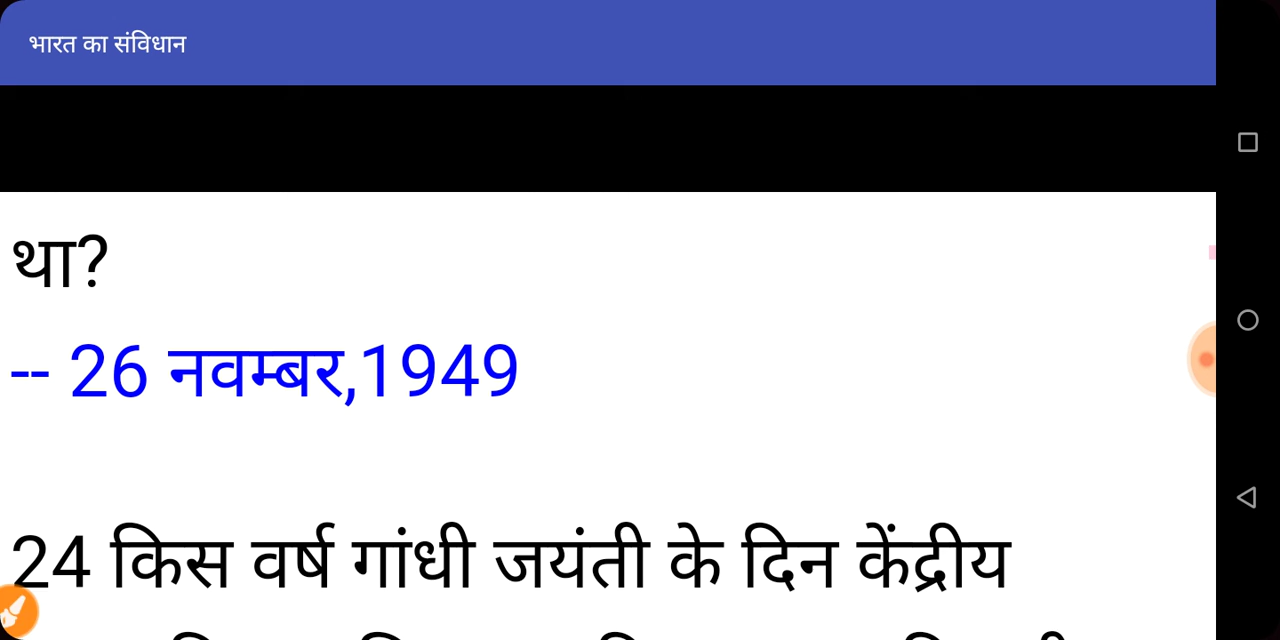 भारत का संविधान
था?
-- 26 नवम्बर,1949
24 किस वर्ष गांधी जयंती के दिन केंद्रीय